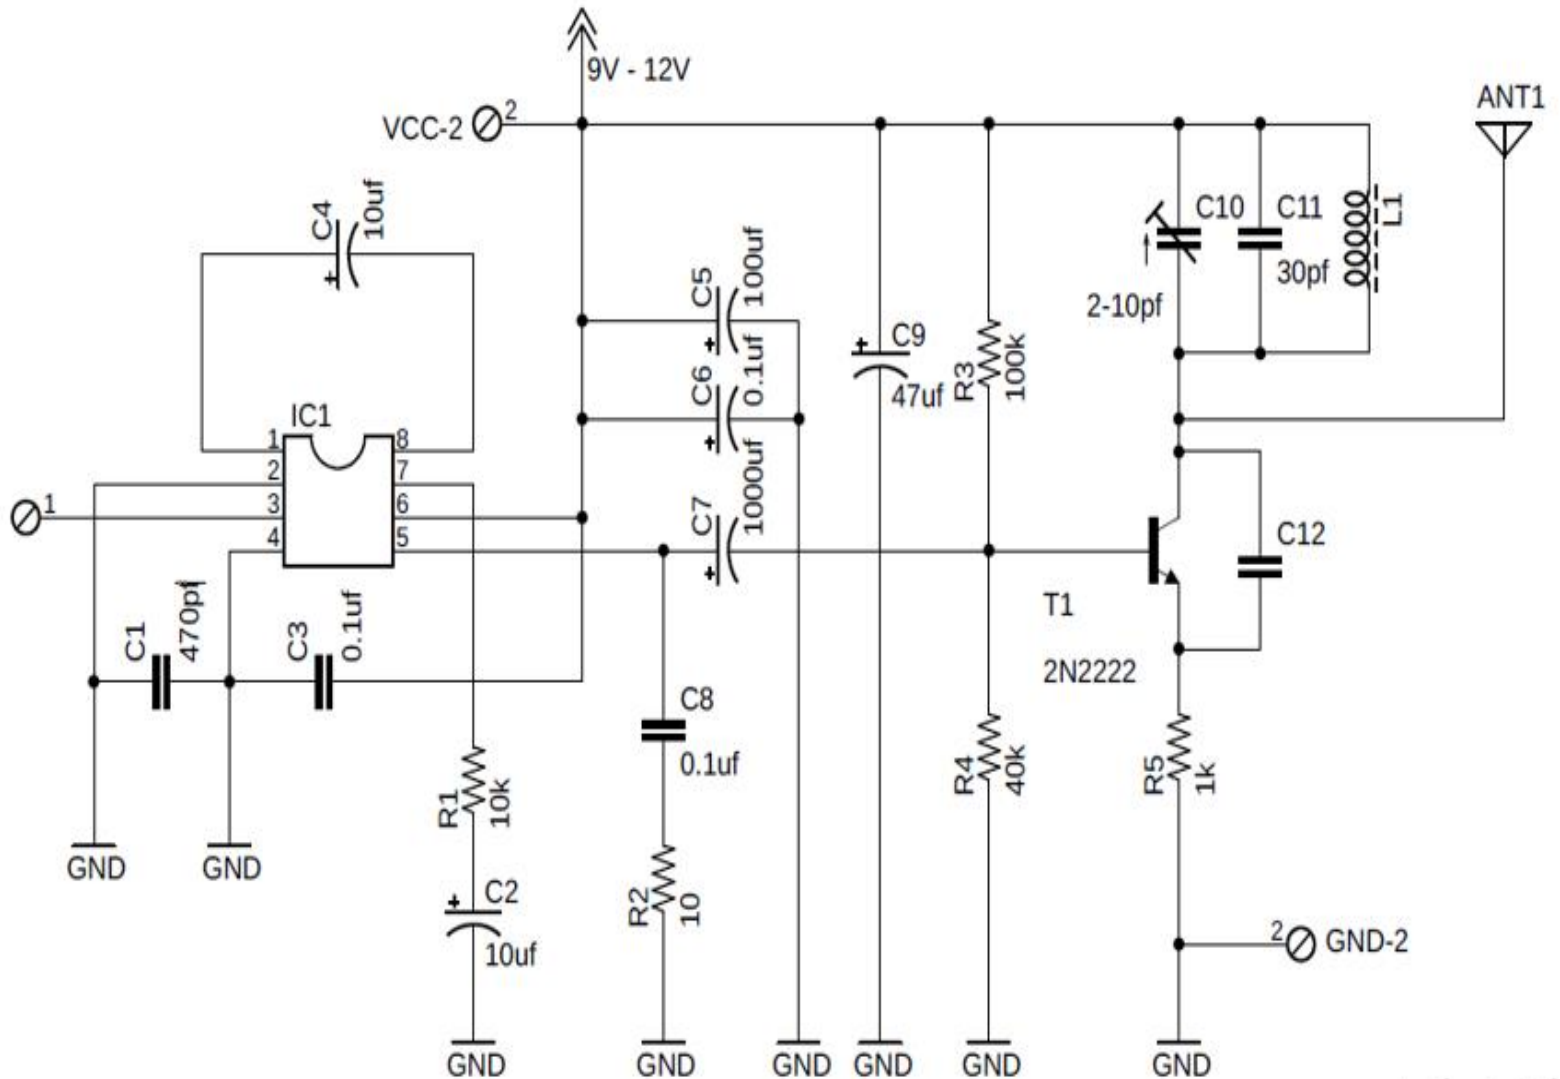 9V - 12V
VCC-2
2
ANT1
C4
10uf
C10
2-10pf
C11
30pf
L1
C5
100uf
C6
0.1uf
C9
47uf
R3
100k
IC1
1
2
3
4
8
7
6
5
1
C7
1000uf
C12
T1
2N2222
C1
470pf
C3
0.1uf
C8
0.1uf
R1
10k
R4
40k
R5
1k
GND
GND
C2
10uf
R2
10
2
GND-2
GND
GND
GND
GND
GND
GND